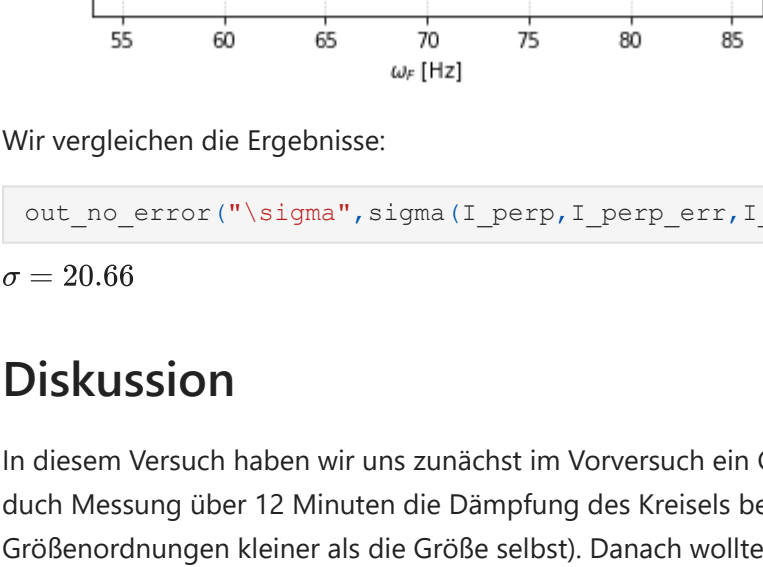 55 60 65 70 75 80 85
ω_F [Hz]
Wir vergleichen die Ergebnisse:
out_no_error("\sigma",sigma(I_perp,I_perp_err,I_
σ = 20.66
Diskussion
In diesem Versuch haben wir uns zunächst im Vorversuch ein
duch Messung über 12 Minuten die Dämpfung des Kreisels be
Größenordnungen kleiner als die Größe selbst). Danach wollte